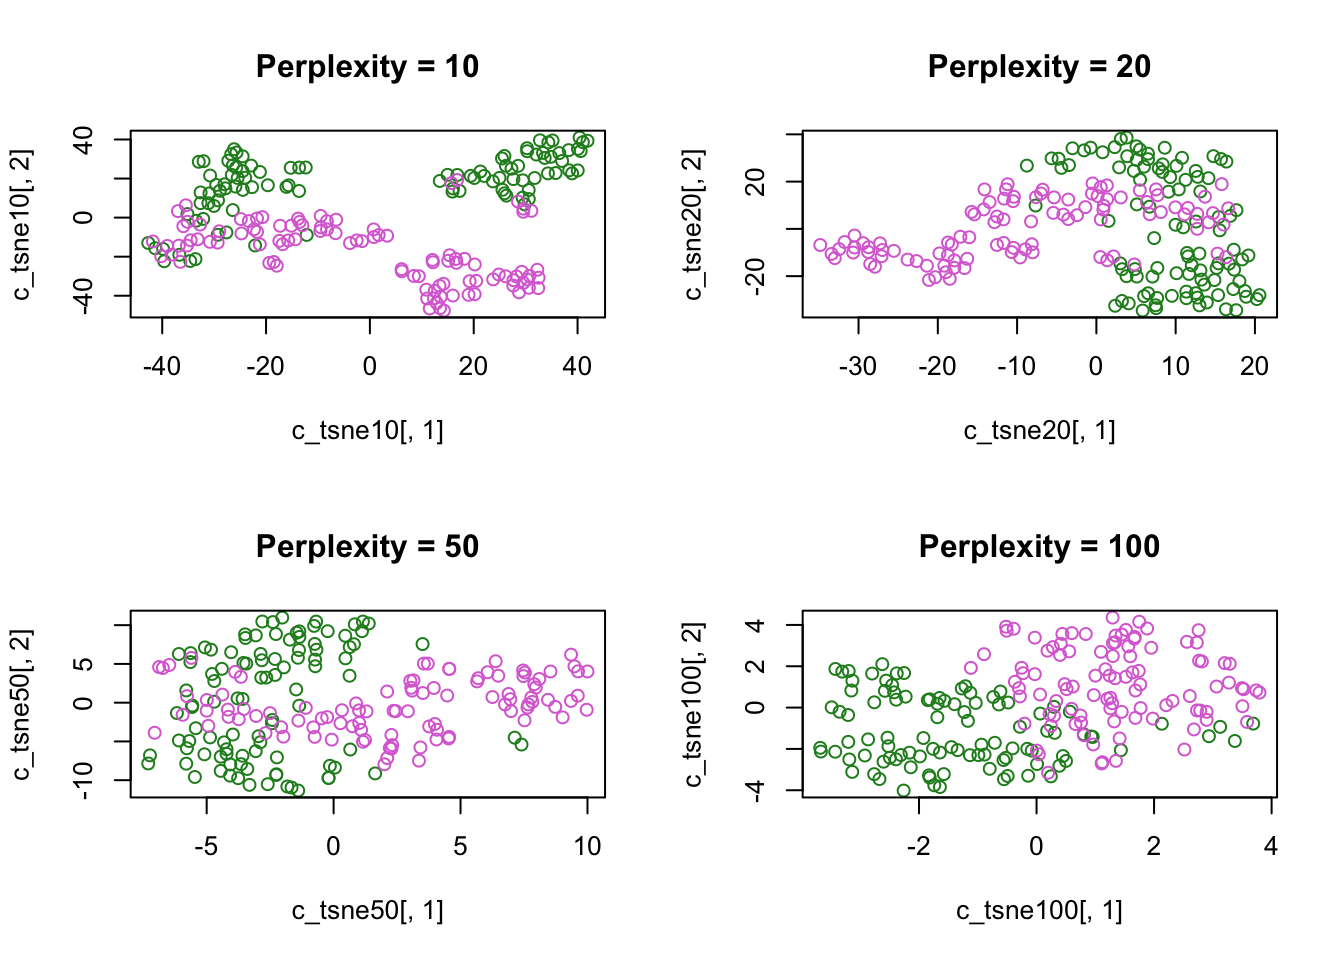 Perplexity = 10
c_tsne10[, 2]
40
0
-40
-40 -20 0 20 40
c_tsne10[, 1]
Perplexity = 20
c_tsne20[, 2]
20
-20
-30 -20 -10 0 10 20
c_tsne20[, 1]
Perplexity = 50
c_tsne50[, 2]
5
0
-10
-5 0 5 10
c_tsne50[, 1]
Perplexity = 100
c_tsne100[, 2]
4
2
0
-4
-2 0 2 4
c_tsne100[, 1]